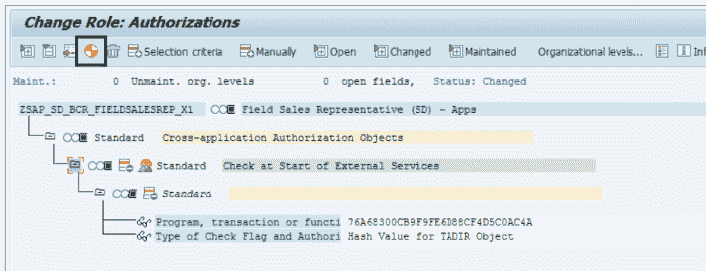 Change Role: Authorizations
Selection criteria Manually Open Changed Maintained Organizational levels... Inf
Maint.: 0 Unmaint. org. levels 0 open fields, Status: Changed
ZSAP_SD_BCR_FIELDSALESREP_X1 Field Sales Representative (SD) - Apps
Standard Cross-application Authorization Objects
Standard Check at Start of External Services
Standard
Program, transaction or functi 76A68300CB9F9FE6D88CF4D5C0AC4A
Type of Check Flag and Authori Hash Value for TADIR Object